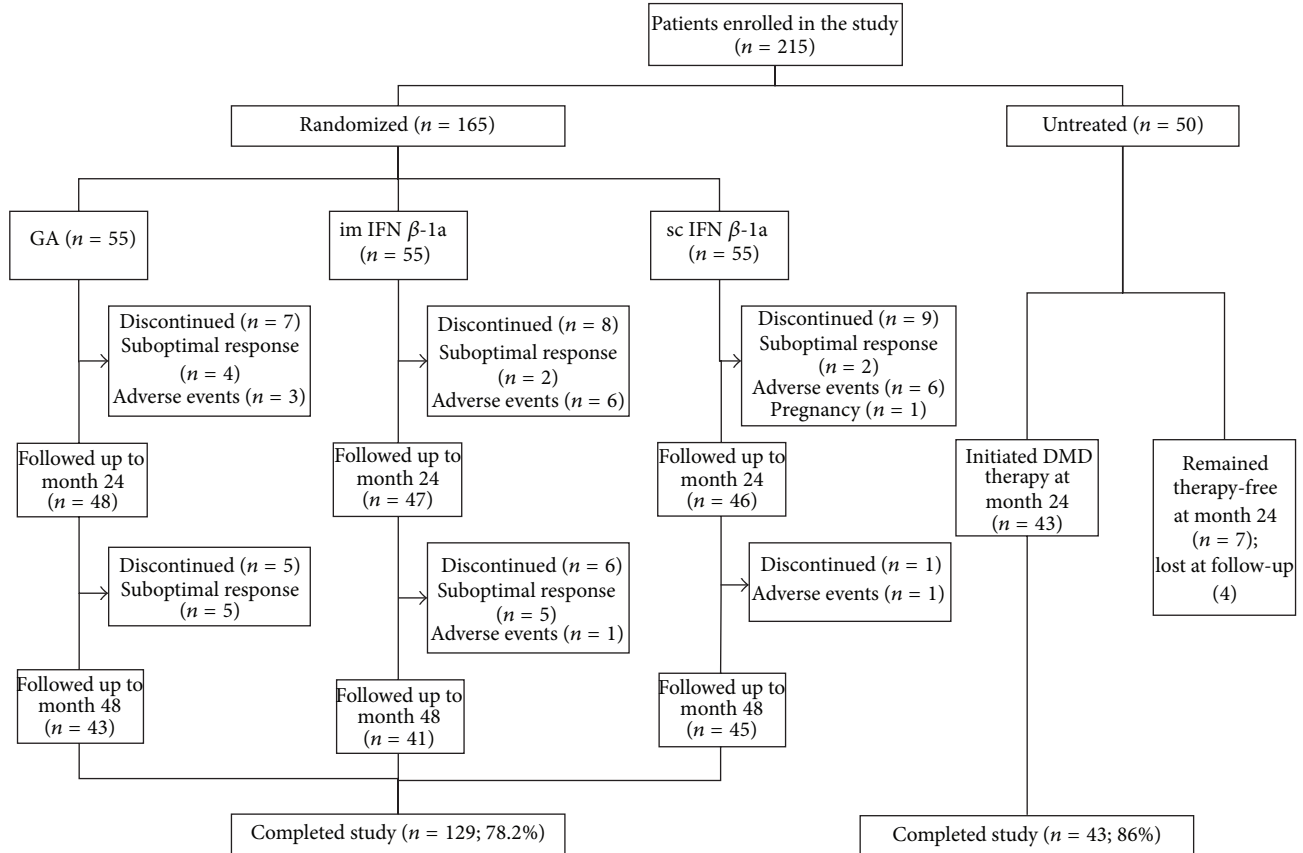 Patients enrolled in the study
(n = 215)
Randomized (n = 165)
Untreated (n = 50)
GA (n = 55)
im IFN β-1a
(n = 55)
sc IFN β-1a
(n = 55)
Discontinued (n = 7)
Suboptimal response
(n = 4)
Adverse events (n = 3)
Discontinued (n = 8)
Suboptimal response
(n = 2)
Adverse events (n = 6)
Discontinued (n = 9)
Suboptimal response
(n = 2)
Adverse events (n = 6)
Pregnancy (n = 1)
Followed up to
month 24
(n = 48)
Followed up to
month 24
(n = 47)
Followed up to
month 24
(n = 46)
Initiated DMD
therapy at
month 24
(n = 43)
Remained
therapy-free
at month 24
(n = 7);
lost at follow-up
(4)
Discontinued (n = 5)
Suboptimal response
(n = 5)
Discontinued (n = 6)
Suboptimal response
(n = 5)
Adverse events (n = 1)
Discontinued (n = 1)
Adverse events (n = 1)
Followed up to
month 48
(n = 43)
Followed up to
month 48
(n = 41)
Followed up to
month 48
(n = 45)
Completed study (n = 129; 78.2%)
Completed study (n = 43; 86%)